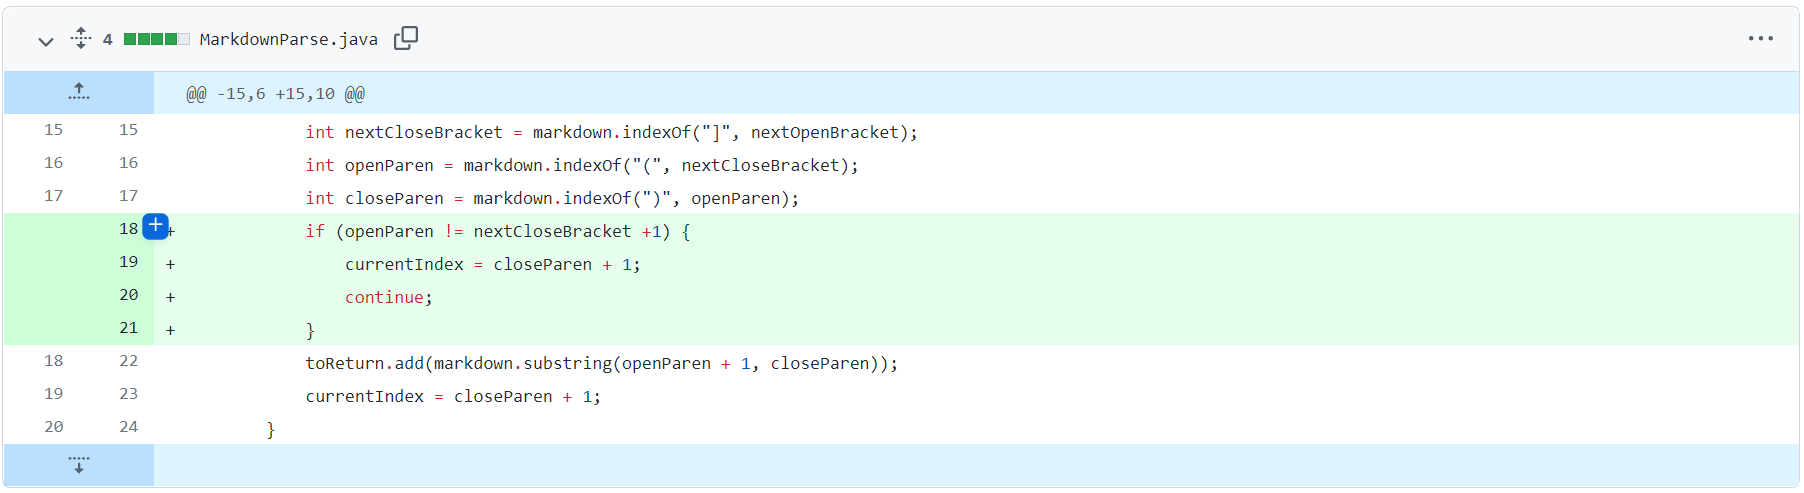 4 MarkdownParse.java
@@ -15,6 +15,10 @@
15 15 int nextCloseBracket = markdown.indexOf("]", nextOpenBracket);
16 16 int openParen = markdown.indexOf("(", nextCloseBracket);
17 17 int closeParen = markdown.indexOf(")", openParen);
18 + if (openParen != nextCloseBracket +1) {
19 + currentIndex = closeParen + 1;
20 + continue;
21 + }
18 22 toReturn.add(markdown.substring(openParen + 1, closeParen));
19 23 currentIndex = closeParen + 1;
20 24 }